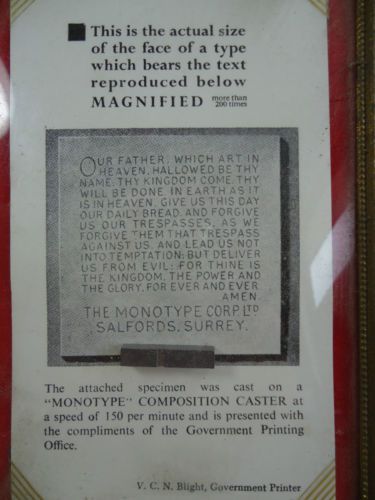 This is the actual size
of the face of a type
which bears the text
reproduced below
MAGNIFIED more than
200 times
OUR FATHER, WHICH ART IN
HEAVEN, HALLOWED BE THY
NAME. THY KINGDOM COME. THY
WILL BE DONE IN EARTH AS IT
IS IN HEAVEN. GIVE US THIS DAY
OUR DAILY BREAD. AND FORGIVE
US OUR TRESPASSES, AS WE
FORGIVE THEM THAT TRESPASS
AGAINST US. AND LEAD US NOT
INTO TEMPTATION; BUT DELIVER
US FROM EVIL: FOR THINE IS
THE KINGDOM, THE POWER AND
THE GLORY, FOR EVER AND EVER
AMEN.
THE MONOTYPE CORP. LTD
SALFORDS, SURREY.
The attached specimen was cast on a
"MONOTYPE" COMPOSITION CASTER at
a speed of 150 per minute and is presented with
the compliments of the Government Printing
Office.
V. C. N. Blight, Government Printer